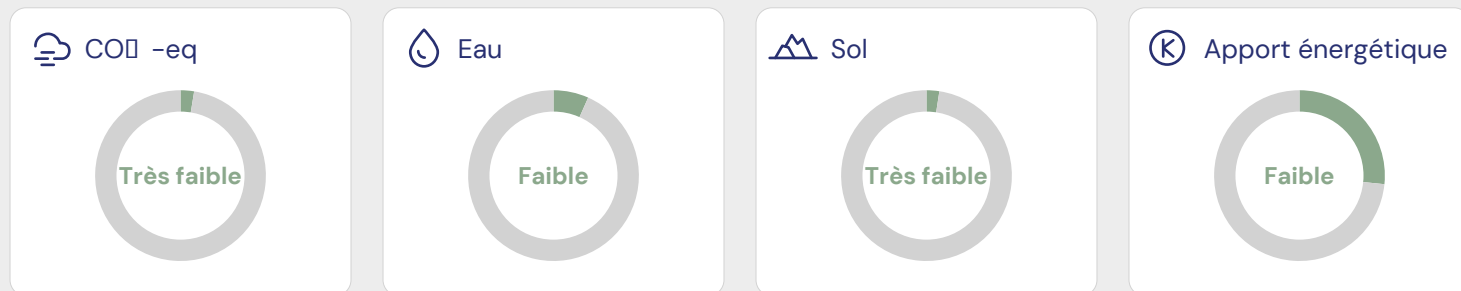 CO▯ -eq
Très faible
Eau
Faible
Sol
Très faible
Apport énergétique
Faible